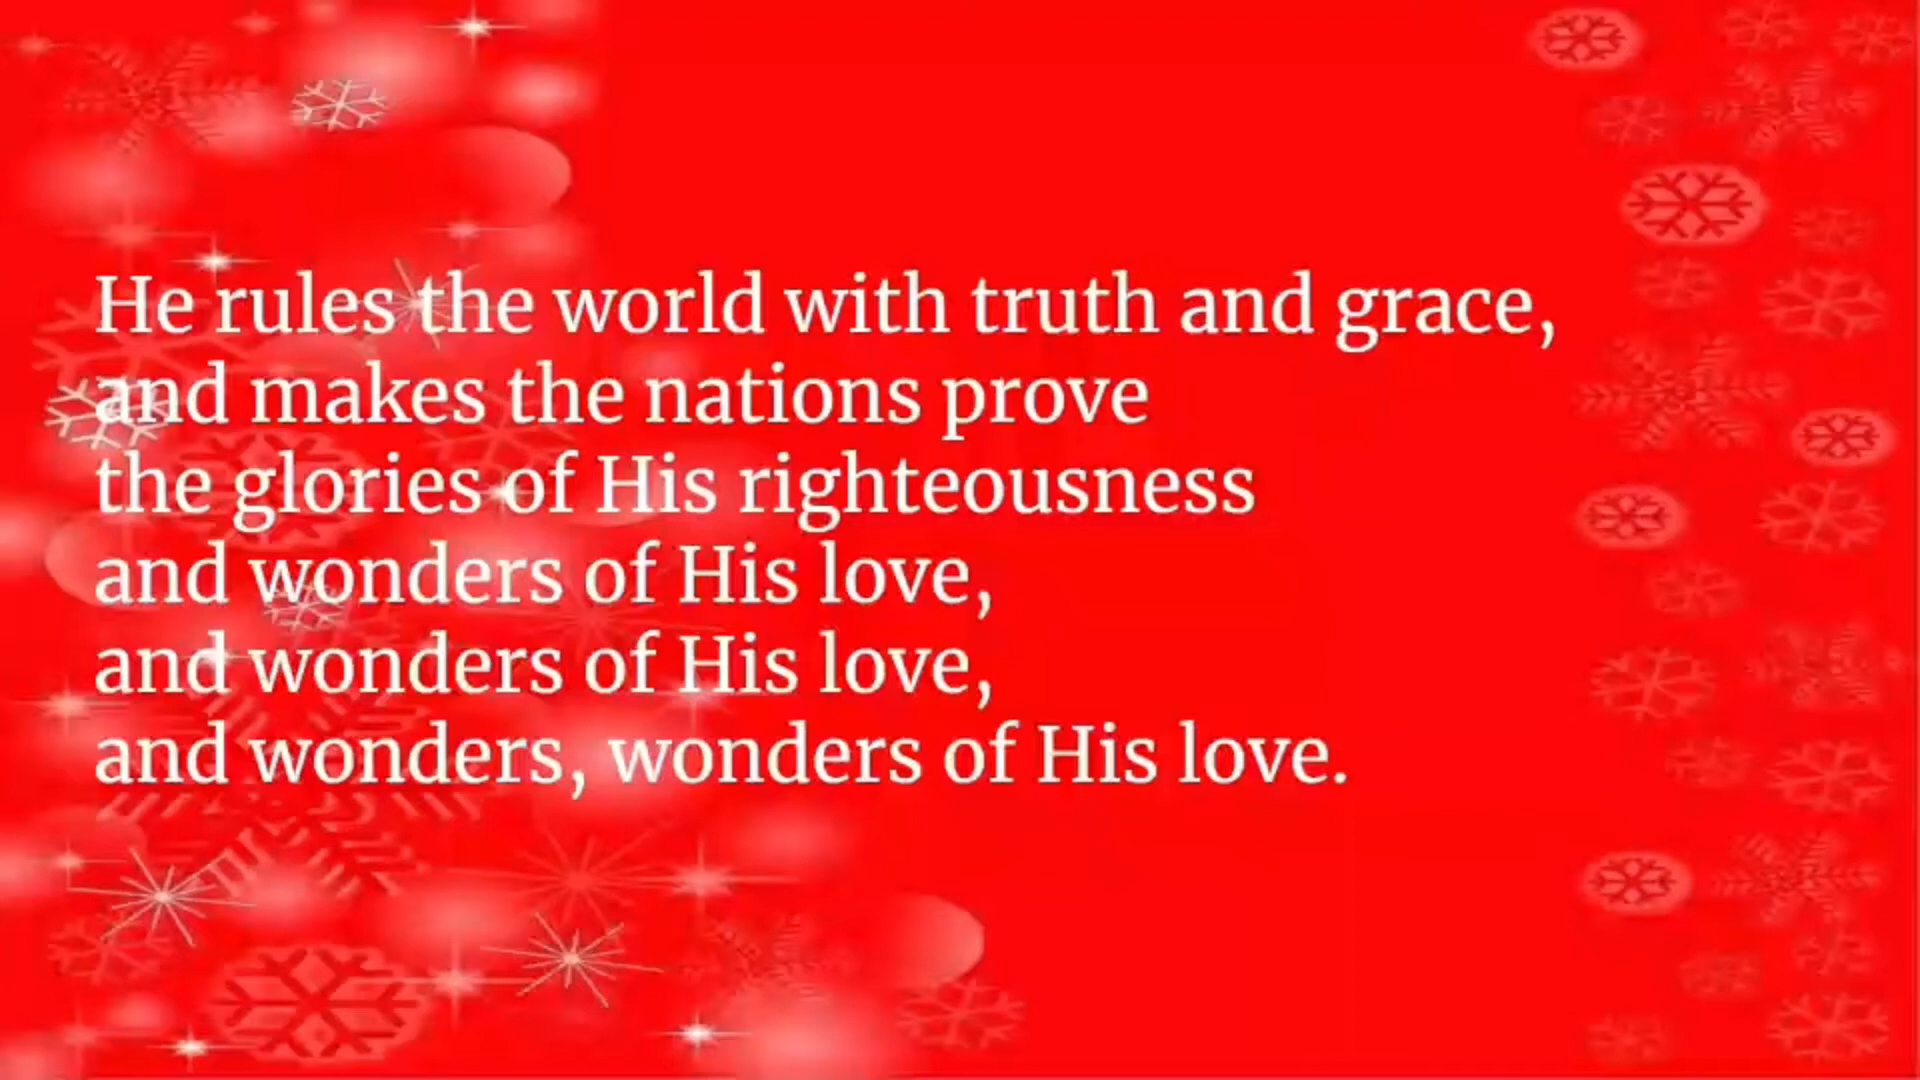 He rules the world with truth and grace,
and makes the nations prove
the glories of His righteousness
and wonders of His love,
and wonders of His love,
and wonders, wonders of His love.